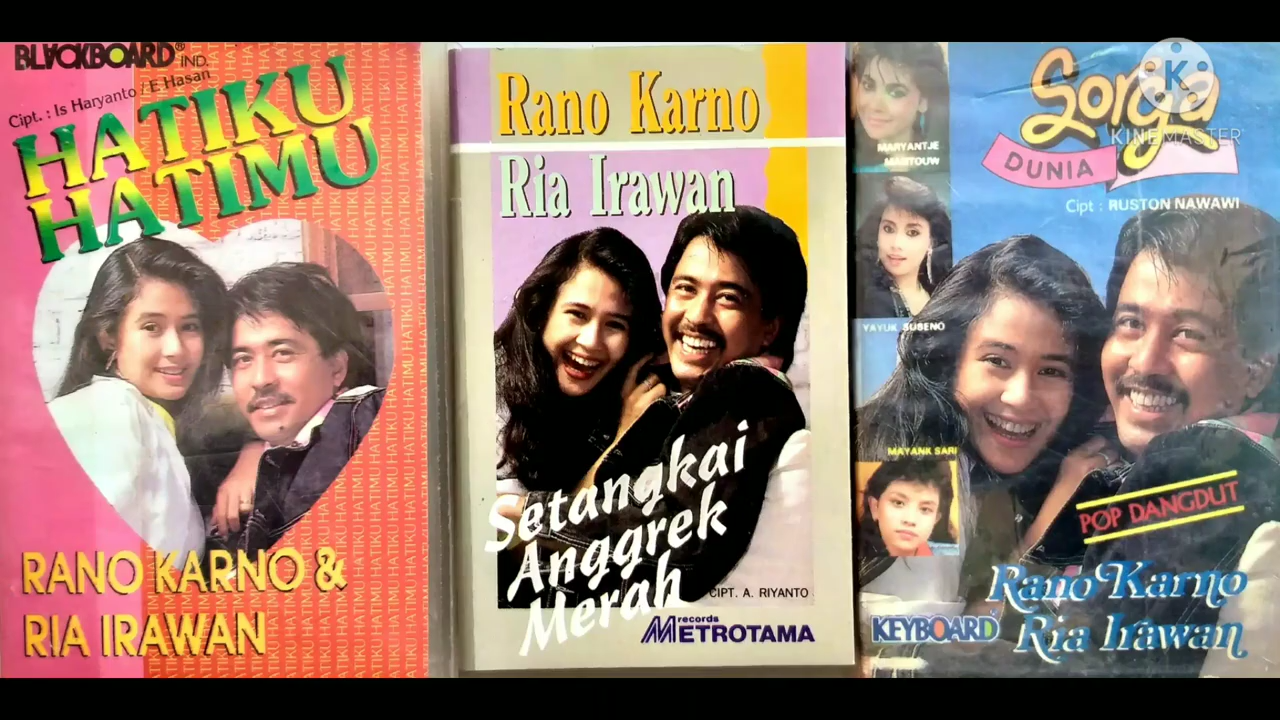 BLACKBOARD® IND.
Cipt. : Is Haryanto / E Hasan
HATIKU
HATIMU
RANO KARNO &
RIA IRAWAN
Rano Karno
Ria Irawan
Setangkai
Anggrek
Merah
CIPT. A. RIYANTO
records
METROTAMA
MARYANTJE
MANTOUW
YAYUK SUSENO
MAYANK SARI
Sorga
DUNIA
Cipt : RUSTON NAWAWI
POP DANGDUT
Rano Karno
Ria Irawan
KEYBOARD
K
KINEMASTER